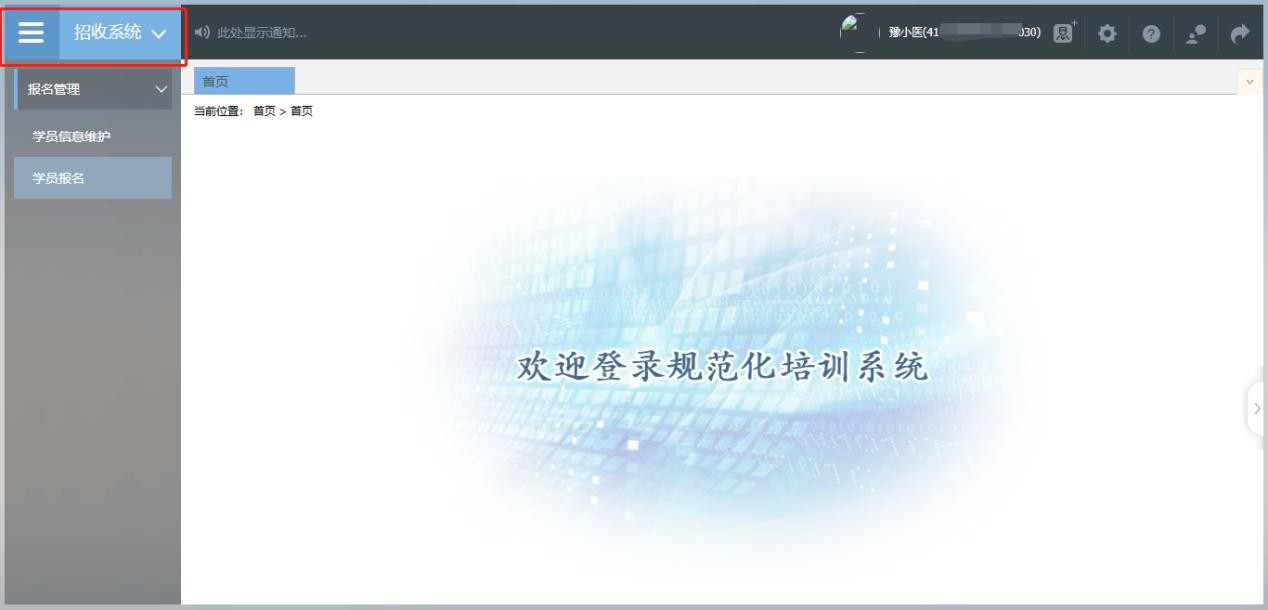 招收系统
此处显示通知...
豫小医(41 030)
报名管理
学员信息维护
学员报名
首页
当前位置： 首页 > 首页
欢迎登录规范化培训系统